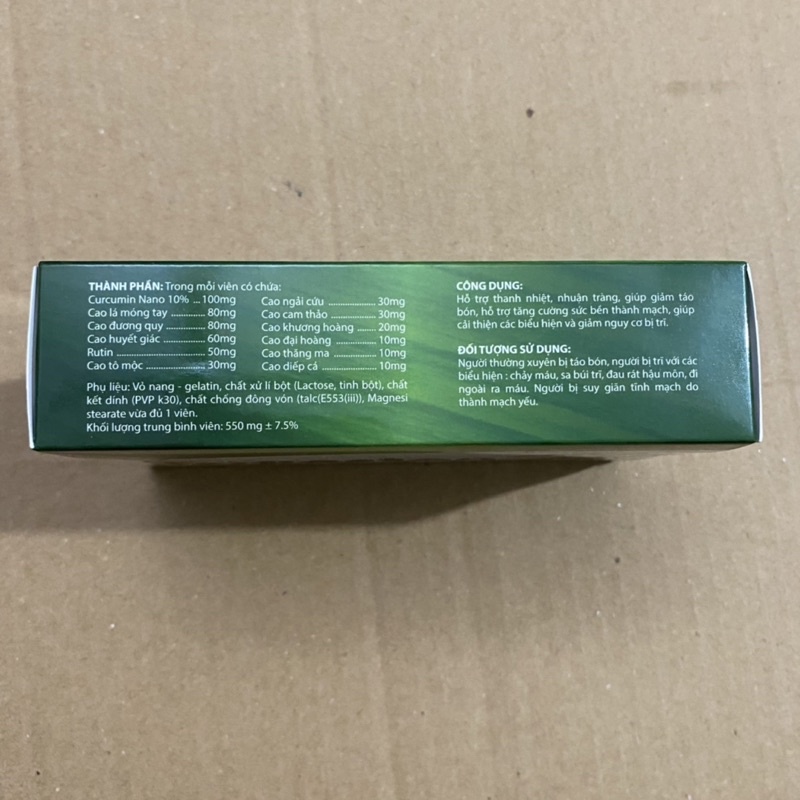 THÀNH PHẦN: Trong mỗi viên có chứa:
Curcumin Nano 10% ... 100mg
Cao lá móng tay ............ 80mg
Cao đương quy ............ 80mg
Cao huyết giác ............. 60mg
Rutin ............................... 50mg
Cao tô mộc ................... 30mg
Cao ngải cứu ................. 30mg
Cao cam thảo ............... 30mg
Cao khương hoàng ...... 20mg
Cao đại hoàng .............. 10mg
Cao thăng ma ............... 10mg
Cao diếp cá ................... 10mg
Phụ liệu: Vỏ nang - gelatin, chất xử lí bột (Lactose, tinh bột), chất
kết dính (PVP k30), chất chống đông vón (talc(E553(iii)), Magnesi
stearate vừa đủ 1 viên.
Khối lượng trung bình viên: 550 mg ± 7.5%
CÔNG DỤNG:
Hỗ trợ thanh nhiệt, nhuận tràng, giúp giảm táo
bón, hỗ trợ tăng cường sức bền thành mạch, giúp
cải thiện các biểu hiện và giảm nguy cơ bị trĩ.
ĐỐI TƯỢNG SỬ DỤNG:
Người thường xuyên bị táo bón, người bị trĩ với các
biểu hiện : chảy máu, sa búi trĩ, đau rát hậu môn, đi
ngoài ra máu. Người bị suy giãn tĩnh mạch do
thành mạch yếu.